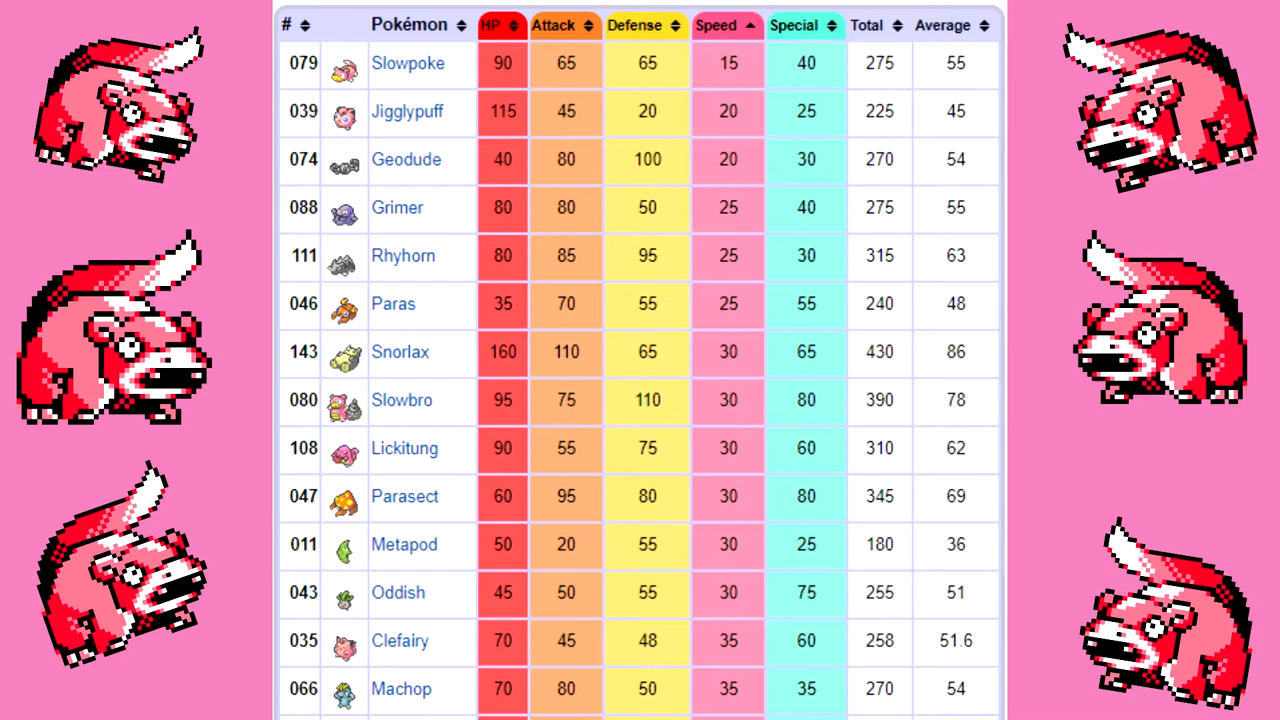 # Pokémon HP Attack Defense Speed Special Total Average
079 Slowpoke 90 65 65 15 40 275 55
039 Jigglypuff 115 45 20 20 25 225 45
074 Geodude 40 80 100 20 30 270 54
088 Grimer 80 80 50 25 40 275 55
111 Rhyhorn 80 85 95 25 30 315 63
046 Paras 35 70 55 25 55 240 48
143 Snorlax 160 110 65 30 65 430 86
080 Slowbro 95 75 110 30 80 390 78
108 Lickitung 90 55 75 30 60 310 62
047 Parasect 60 95 80 30 80 345 69
011 Metapod 50 20 55 30 25 180 36
043 Oddish 45 50 55 30 75 255 51
035 Clefairy 70 45 48 35 60 258 51.6
066 Machop 70 80 50 35 35 270 54